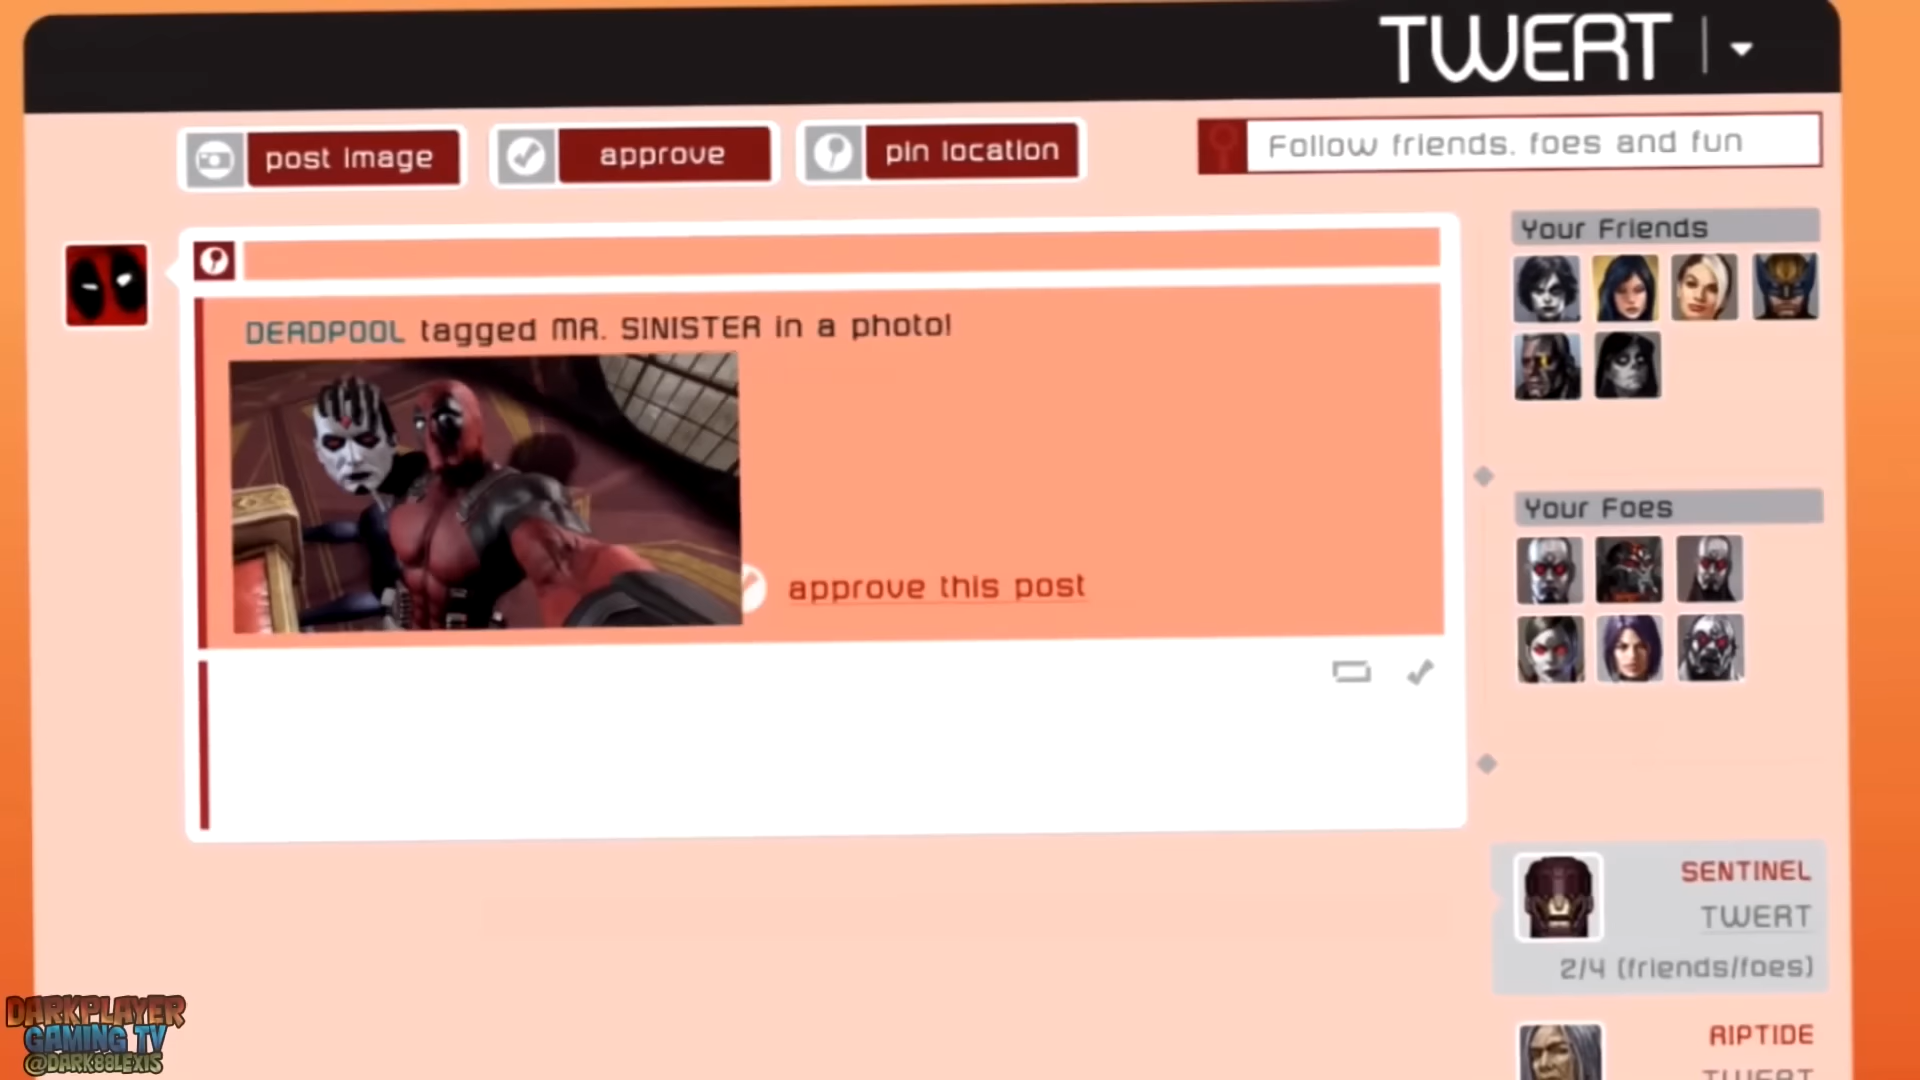 TWERT
post image
approve
pin location
Follow friends, foes and fun
Your Friends
DEADPOOL tagged MR. SINISTER in a photo!
Your Foes
approve this post
SENTINEL
TWERT
2/4 (friends/foes)
RIPTIDE
TWERT
DARKPLAYER
GAMING TV
@DARK88LEXIS